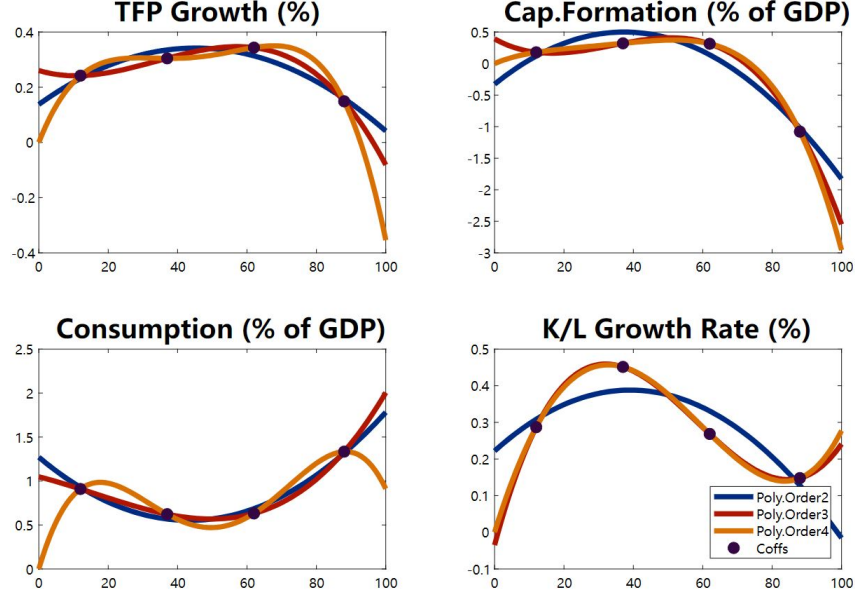 TFP Growth (%)
0.4
0.2
0
-0.2
-0.4
0 20 40 60 80 100
Cap.Formation (% of GDP)
0.5
0
-0.5
-1
-1.5
-2
-2.5
-3
0 20 40 60 80 100
Consumption (% of GDP)
2.5
2
1.5
1
0.5
0
0 20 40 60 80 100
K/L Growth Rate (%)
0.5
0.4
0.3
0.2
0.1
0
-0.1
0 20 40 60 80 100
Poly.Order2
Poly.Order3
Poly.Order4
Coffs